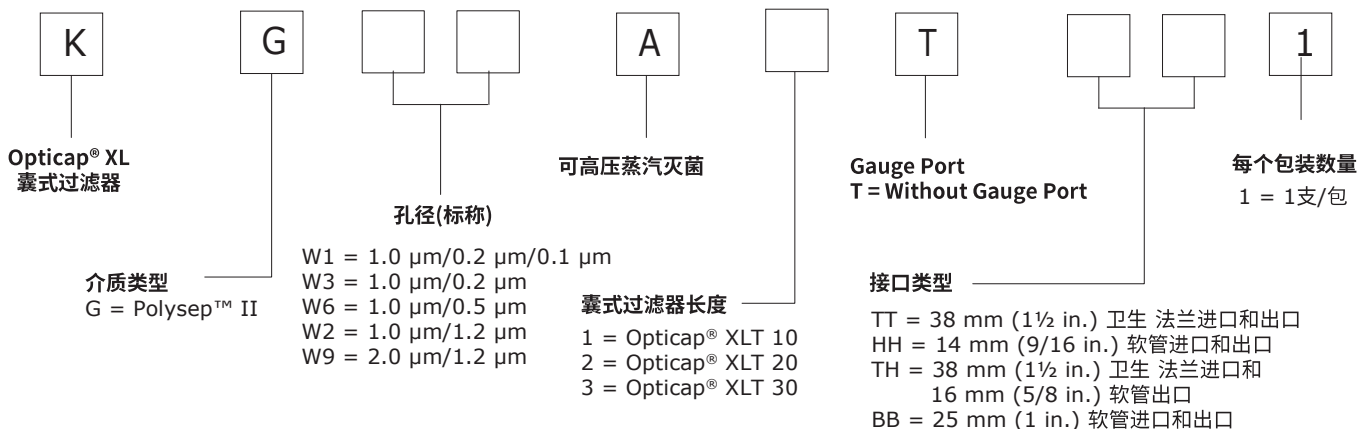 K G A T 1
Opticap® XL
囊式过滤器
可高压蒸汽灭菌
Gauge Port
T = Without Gauge Port
每个包装数量
1 = 1支/包
孔径(标称)
W1 = 1.0 µm/0.2 µm/0.1 µm
W3 = 1.0 µm/0.2 µm
W6 = 1.0 µm/0.5 µm
W2 = 1.0 µm/1.2 µm
W9 = 2.0 µm/1.2 µm
介质类型
G = Polysep™ II
囊式过滤器长度
1 = Opticap® XLT 10
2 = Opticap® XLT 20
3 = Opticap® XLT 30
接口类型
TT = 38 mm (1½ in.) 卫生 法兰进口和出口
HH = 14 mm (9/16 in.) 软管进口和出口
TH = 38 mm (1½ in.) 卫生 法兰进口和
16 mm (5/8 in.) 软管出口
BB = 25 mm (1 in.) 软管进口和出口